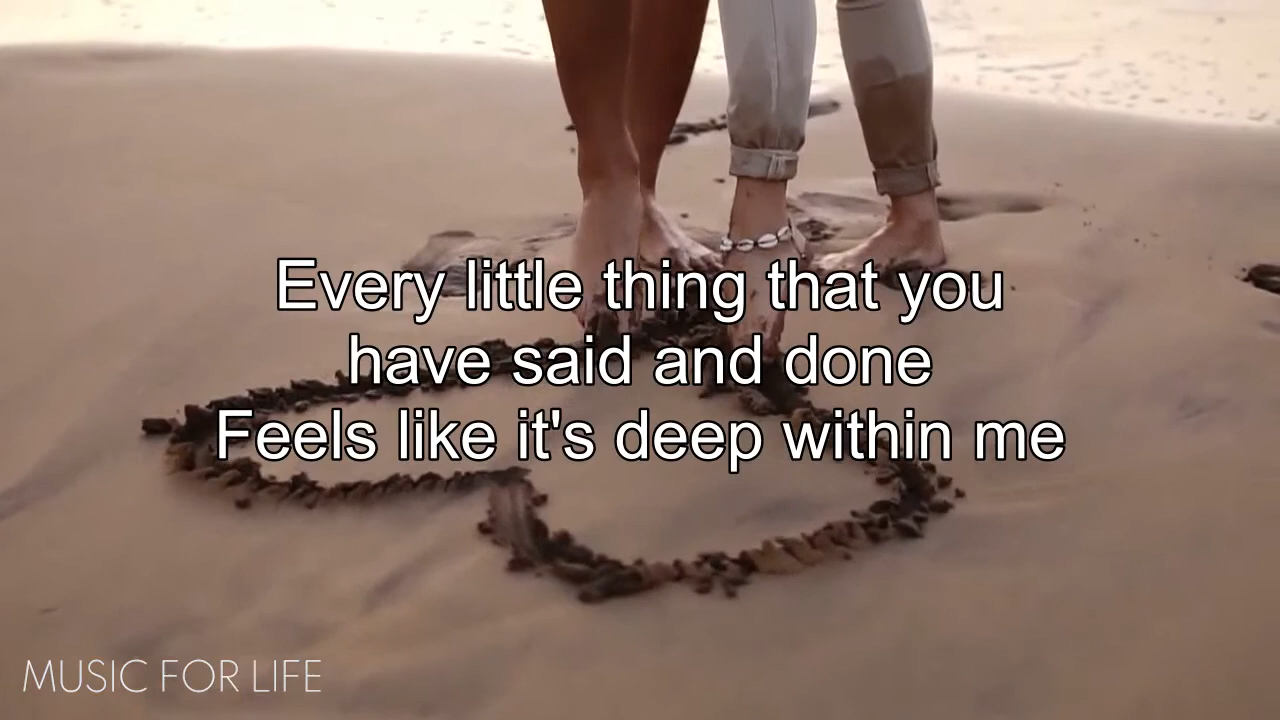 Every little thing that you
have said and done
Feels like it's deep within me
MUSIC FOR LIFE